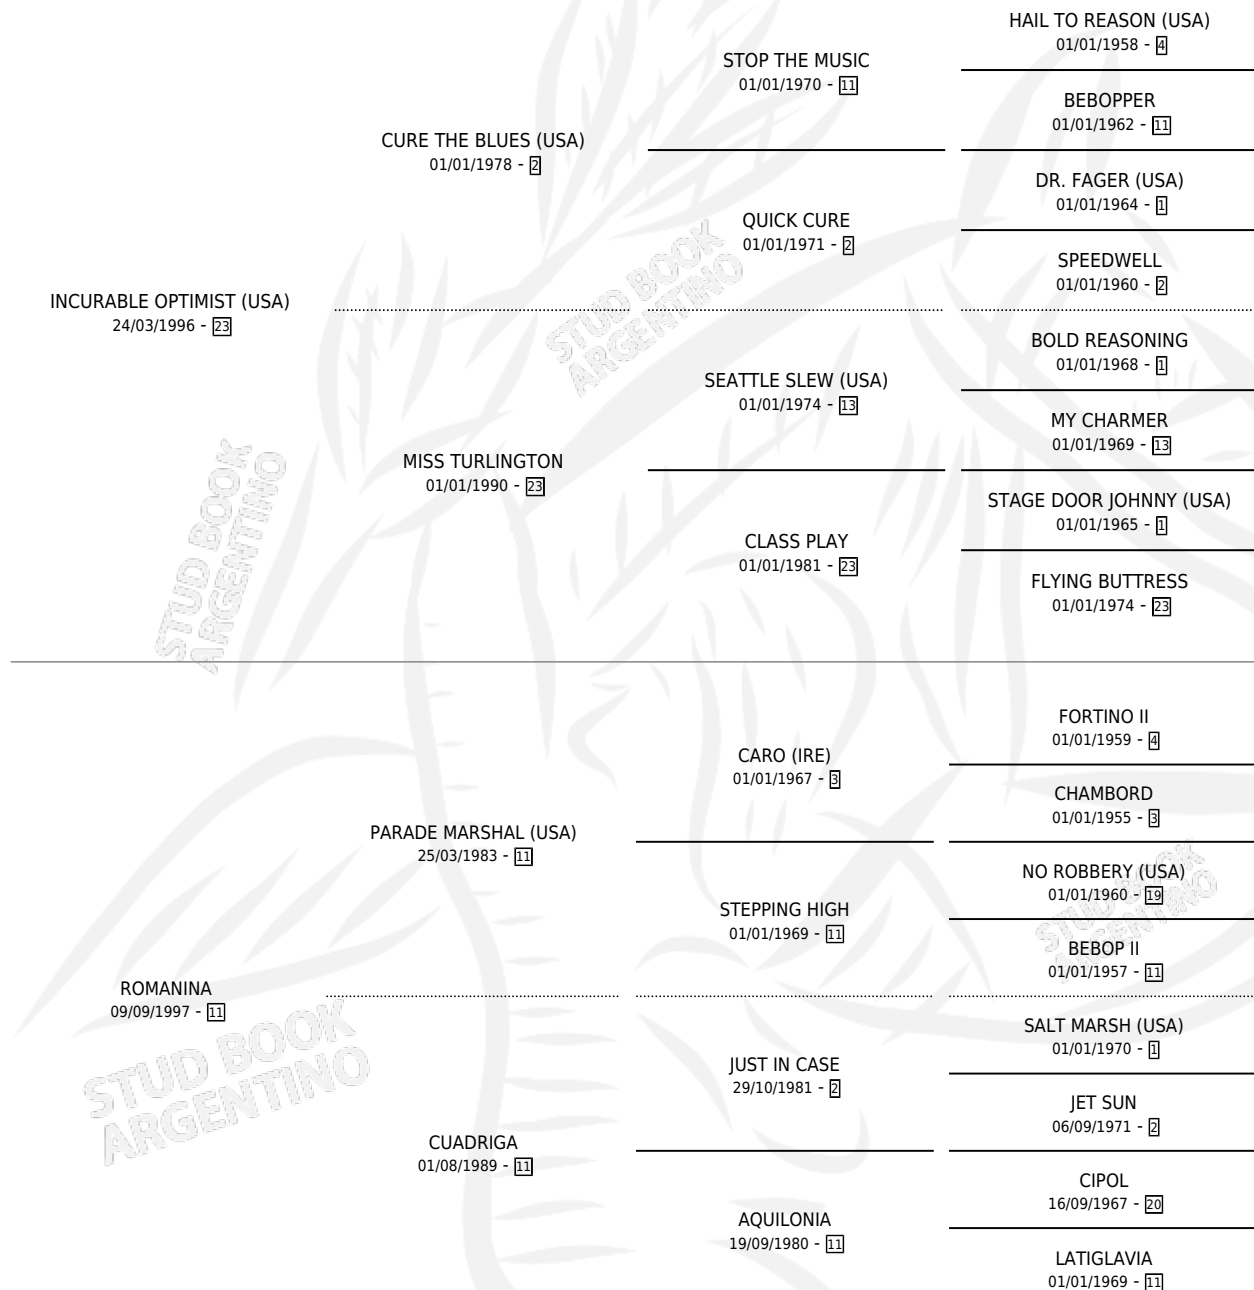 HAIL TO REASON (USA)
01/01/1958 - 4
STOP THE MUSIC
01/01/1970 - 11
BEBOPPER
01/01/1962 - 11
CURE THE BLUES (USA)
01/01/1978 - 2
DR. FAGER (USA)
01/01/1964 - 1
QUICK CURE
01/01/1971 - 2
SPEEDWELL
01/01/1960 - 2
INCURABLE OPTIMIST (USA)
24/03/1996 - 23
BOLD REASONING
01/01/1968 - 1
SEATTLE SLEW (USA)
01/01/1974 - 13
MY CHARMER
01/01/1969 - 13
MISS TURLINGTON
01/01/1990 - 23
STAGE DOOR JOHNNY (USA)
01/01/1965 - 1
CLASS PLAY
01/01/1981 - 23
FLYING BUTTRESS
01/01/1974 - 23
FORTINO II
01/01/1959 - 4
CARO (IRE)
01/01/1967 - 3
CHAMBORD
01/01/1955 - 3
PARADE MARSHAL (USA)
25/03/1983 - 11
NO ROBBERY (USA)
01/01/1960 - 19
STEPPING HIGH
01/01/1969 - 11
BEBOP II
01/01/1957 - 11
ROMANINA
09/09/1997 - 11
SALT MARSH (USA)
01/01/1970 - 1
JUST IN CASE
29/10/1981 - 2
JET SUN
06/09/1971 - 2
CUADRIGA
01/08/1989 - 11
CIPOL
16/09/1967 - 20
AQUILONIA
19/09/1980 - 11
LATIGLAVIA
01/01/1969 - 11
STUD BOOK
ARGENTINO
STUD BOOK
ARGENTINO
STUD BOOK
ARGENTINO
STUD BOOK
ARGENTINO